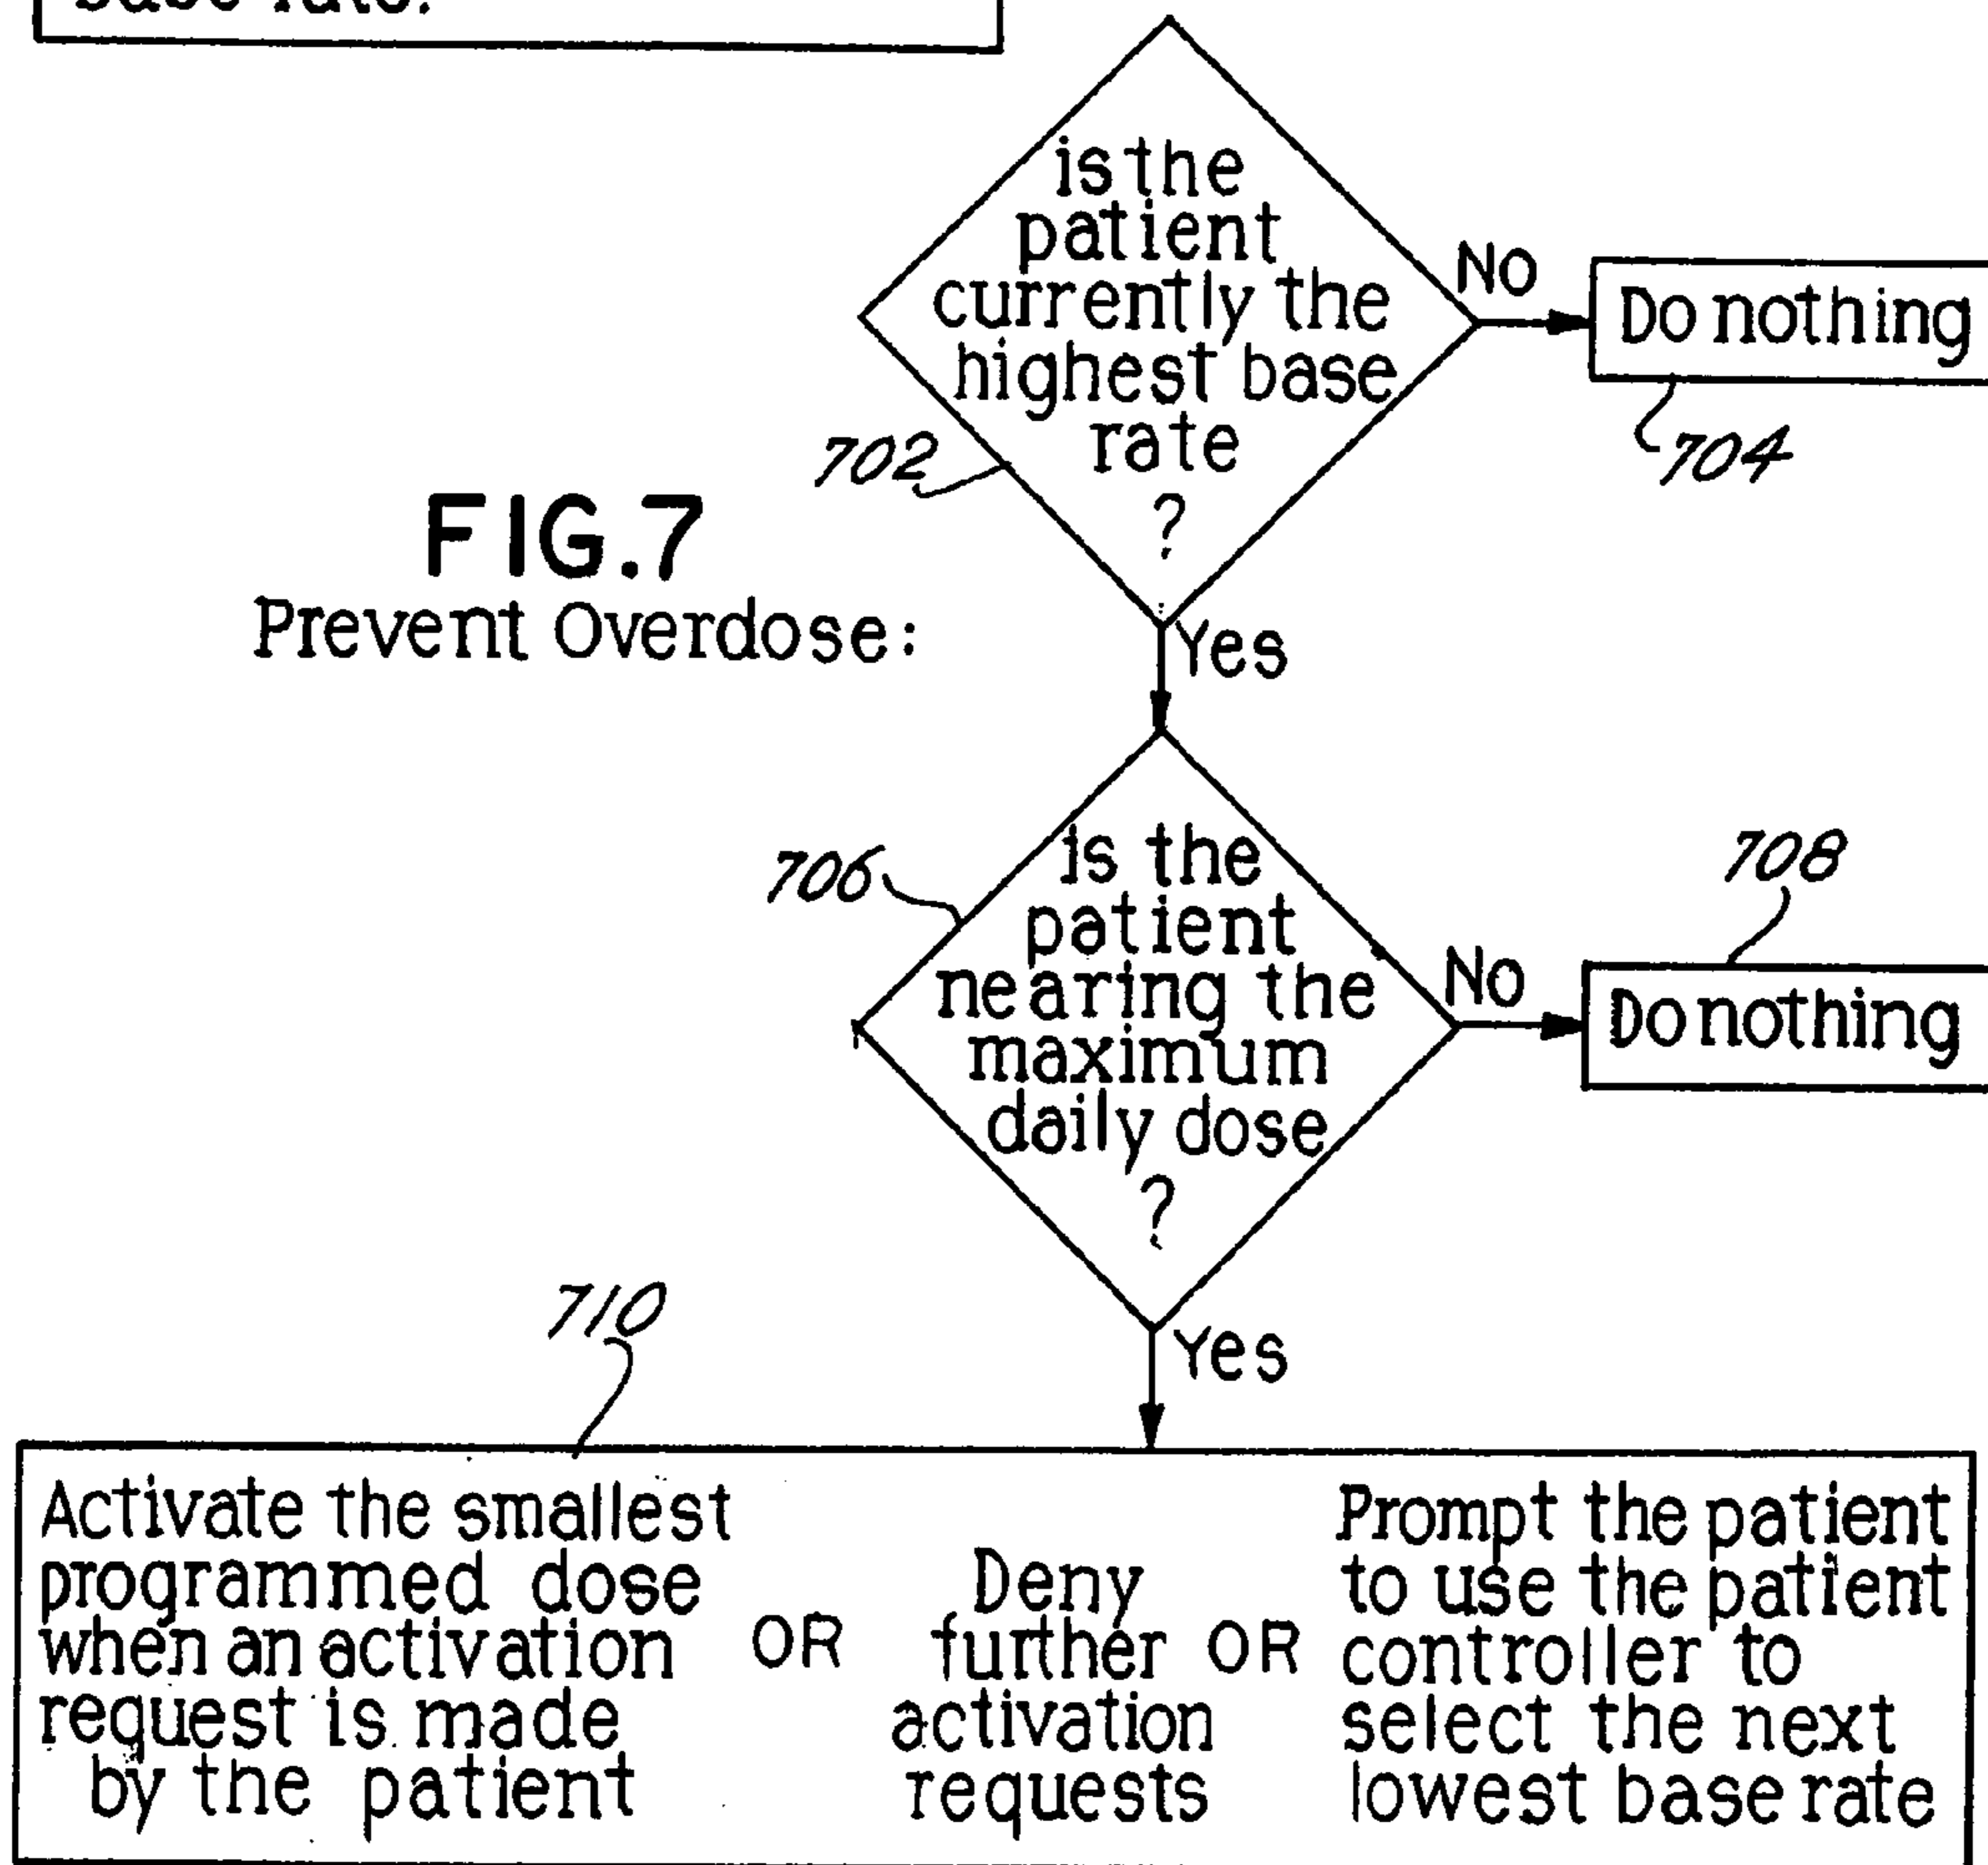 base rate.
is the
patient
currently the
highest base
rate
?
No
Do nothing
702
704
FIG.7
Prevent Overdose:
Yes
is the
patient
nearing the
maximum
daily dose
?
706
No
708
Do nothing
Yes
710
Activate the smallest
programmed dose
when an activation
request is made
by the patient
OR
Deny
further
activation
requests
OR
Prompt the patient
to use the patient
controller to
select the next
lowest base rate